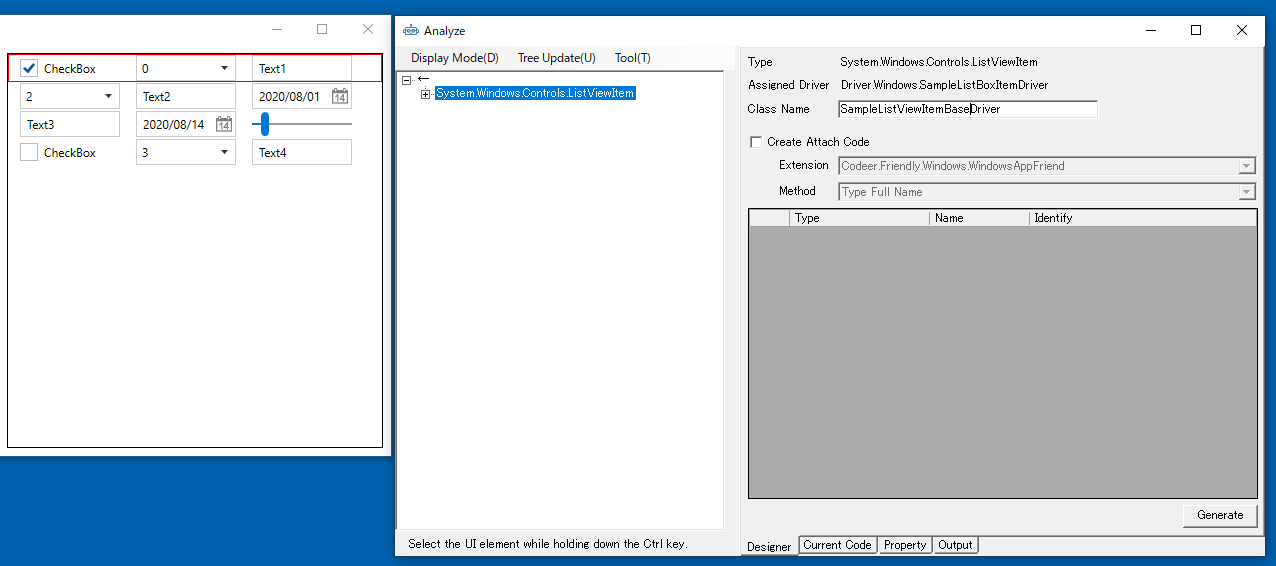 CheckBox 0 Text1
2 Text2 2020/08/01 14
Text3 2020/08/14 14
CheckBox 3 Text4
Analyze
Display Mode(D) Tree Update(U) Tool(T)
←
System.Windows.Controls.ListViewItem
Select the UI element while holding down the Ctrl key.
Type System.Windows.Controls.ListViewItem
Assigned Driver Driver.Windows.SampleListBoxItemDriver
Class Name SampleListViewItemBaseDriver
Create Attach Code
Extension Codeer.Friendly.Windows.WindowsAppFriend
Method Type Full Name
Type Name Identify
Generate
Designer Current Code Property Output